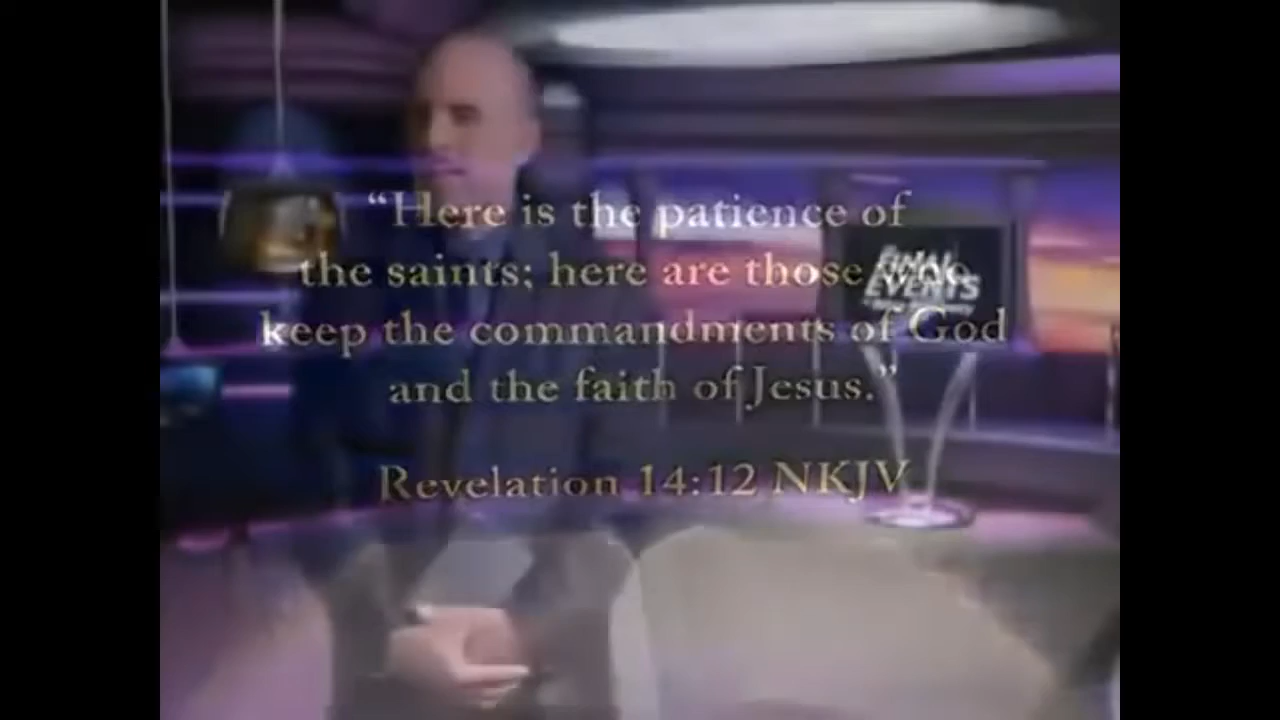 “Here is the patience of
the saints; here are those who
keep the commandments of God
and the faith of Jesus.”
Revelation 14:12 NKJV
FINAL
EVENTS